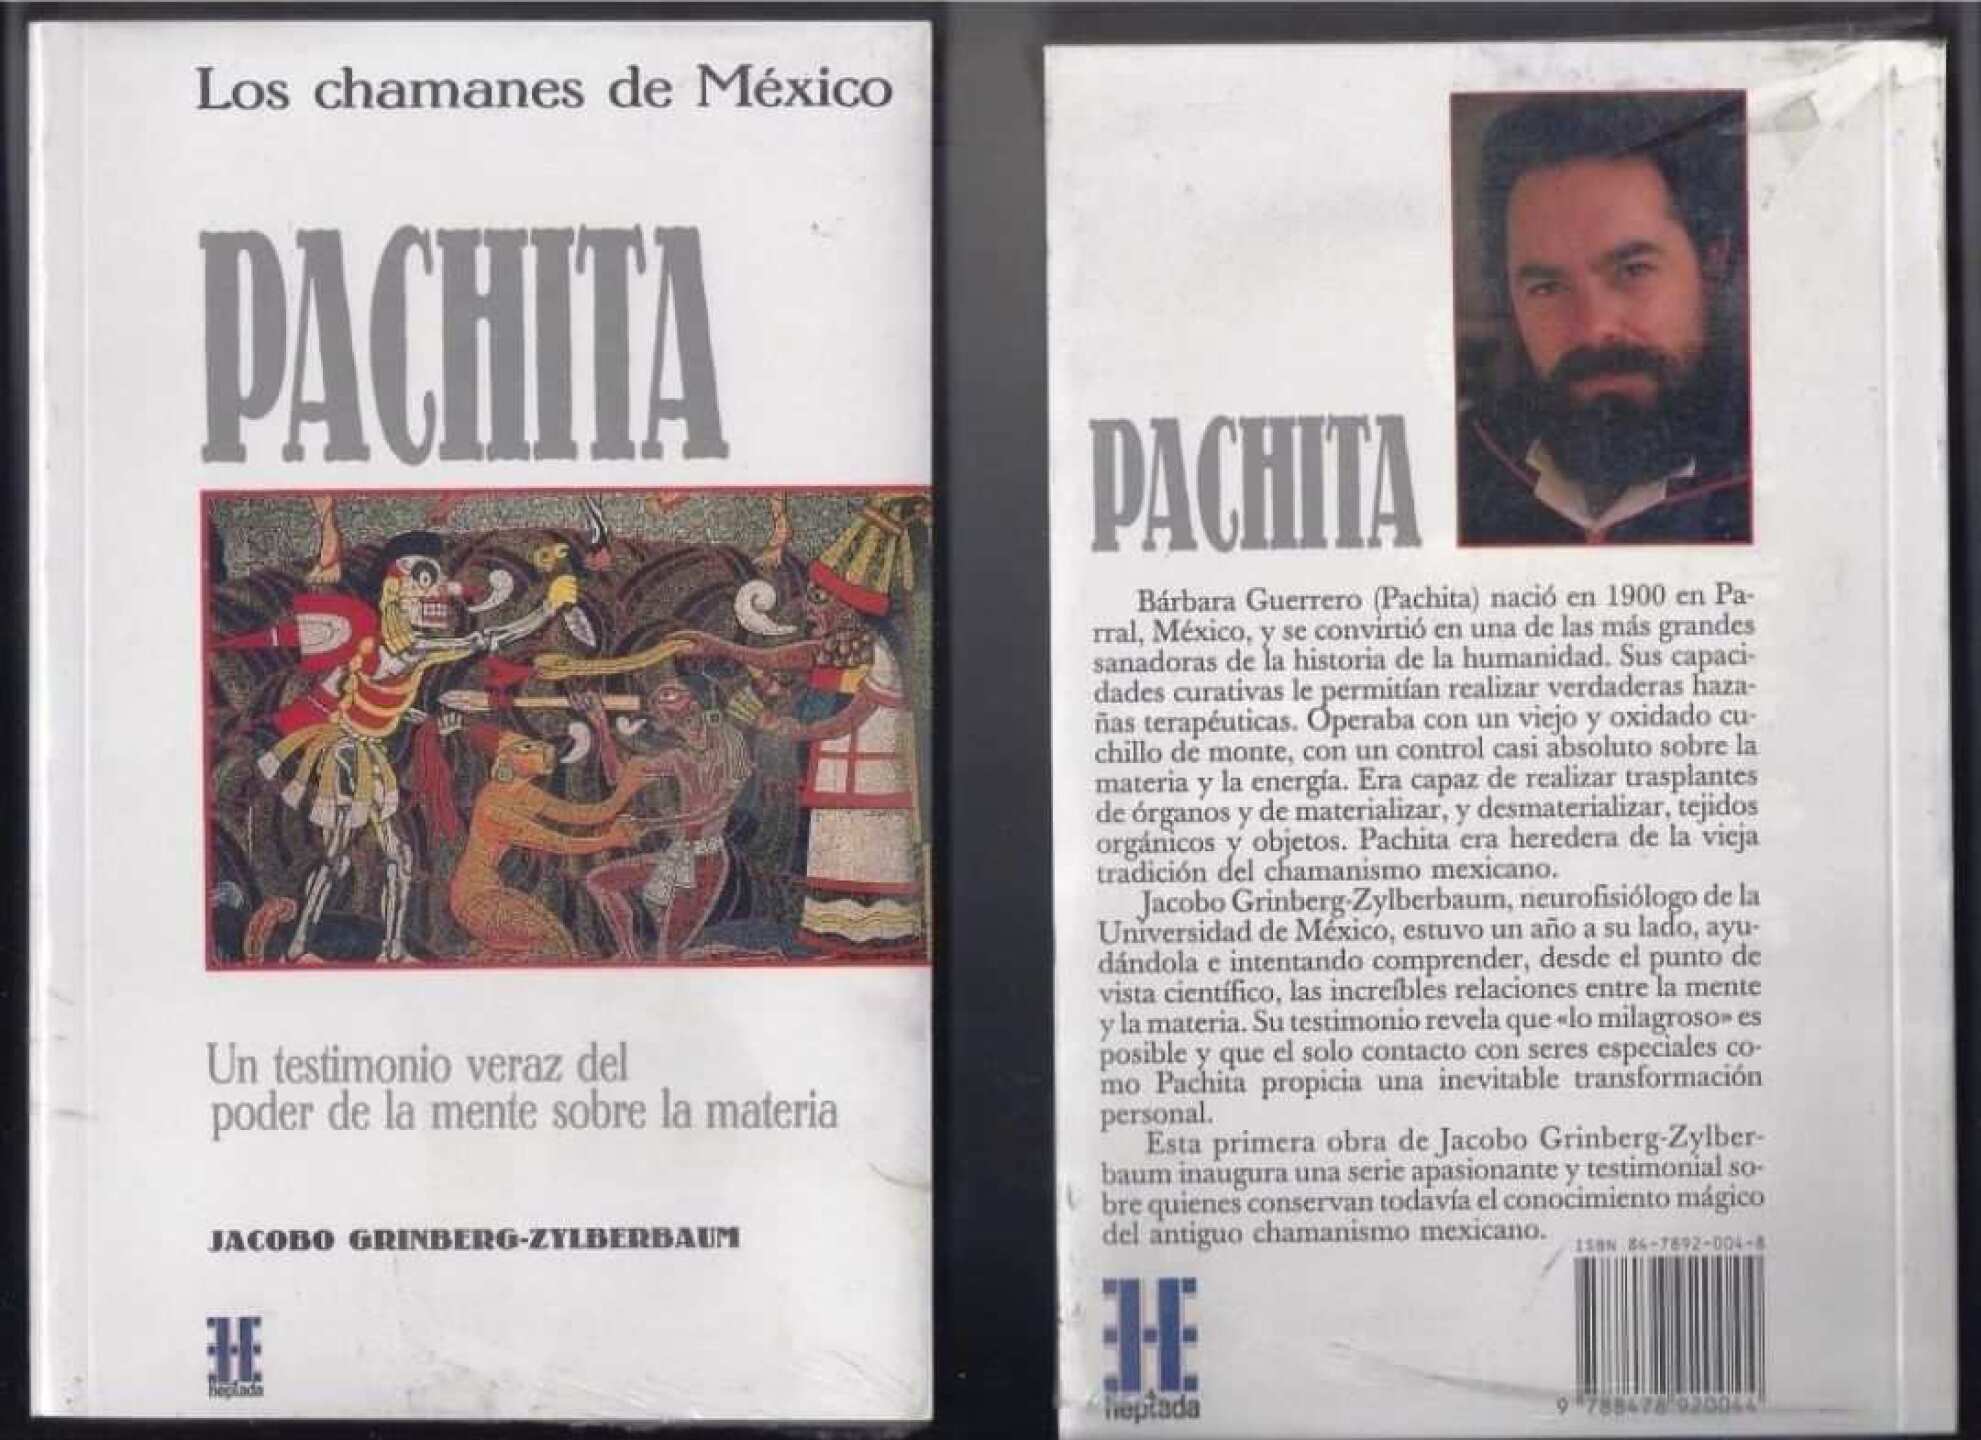 Los chamanes de México
PACHITA
Un testimonio veraz del
poder de la mente sobre la materia
JACOBO GRINBERG-ZYLBERBAUM
heptada
PACHITA
Bárbara Guerrero (Pachita) nació en 1900 en Pa-
rral, México, y se convirtió en una de las más grandes
sanadoras de la historia de la humanidad. Sus capaci-
dades curativas le permitían realizar verdaderas haza-
ñas terapéuticas. Operaba con un viejo y oxidado cu-
chillo de monte, con un control casi absoluto sobre la
materia y la energía. Era capaz de realizar trasplantes
de órganos y de materializar, y desmaterializar, tejidos
orgánicos y objetos. Pachita era heredera de la vieja
tradición del chamanismo mexicano.
Jacobo Grinberg-Zylberbaum, neurofisiólogo de la
Universidad de México, estuvo un año a su lado, ayu-
dándola e intentando comprender, desde el punto de
vista científico, las increíbles relaciones entre la mente
y la materia. Su testimonio revela que «lo milagroso» es
posible y que el solo contacto con seres especiales co-
mo Pachita propicia una inevitable transformación
personal.
Esta primera obra de Jacobo Grinberg-Zylber-
baum inaugura una serie apasionante y testimonial so-
bre quienes conservan todavía el conocimiento mágico
del antiguo chamanismo mexicano.
ISBN 84-7892-004-8
heptada
9 788478 920044